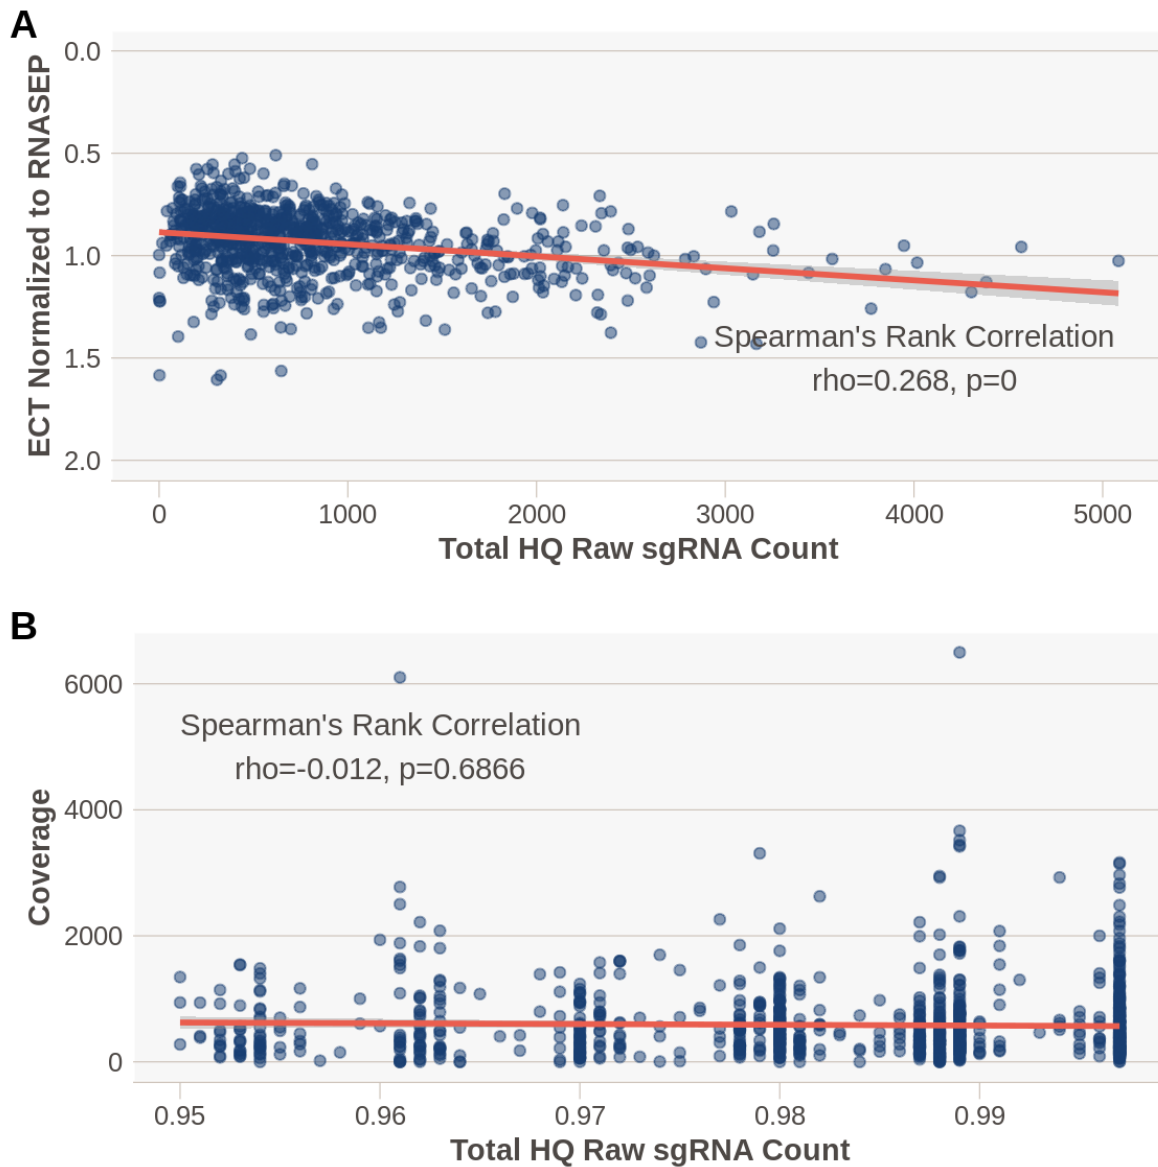 A
ECT Normalized to RNASEP
0.0
0.5
1.0
1.5
2.0
Spearman's Rank Correlation
rho=0.268, p=0
0 1000 2000 3000 4000 5000
Total HQ Raw sgRNA Count
B
Coverage
6000
4000
2000
0
Spearman's Rank Correlation
rho=-0.012, p=0.6866
0.95 0.96 0.97 0.98 0.99
Total HQ Raw sgRNA Count